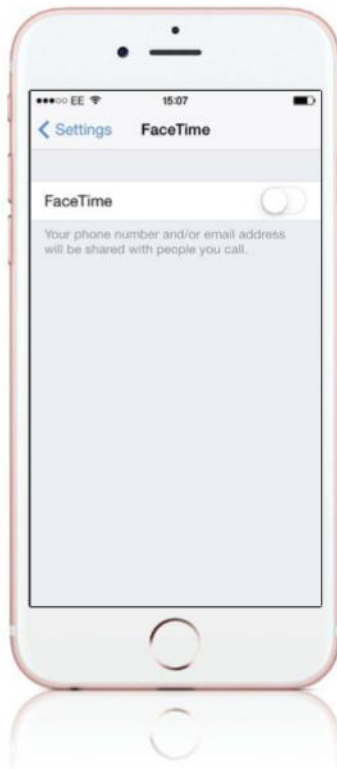 EE 15:07
Settings FaceTime
FaceTime
Your phone number and/or email address
will be shared with people you call.